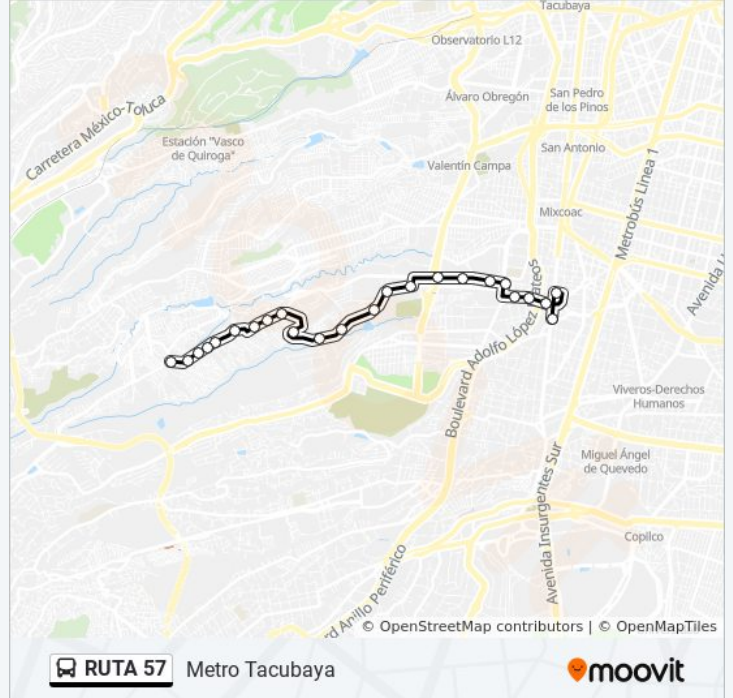 Tacubaya
Observatorio L12
Carretera México-Toluca
Álvaro Obregón
San Pedro
de los Pinos
Estación "Vasco
de Quiroga"
San Antonio
Valentín Campa
Metrobús Línea 1
Mixcoac
Avenida
Boulevard Adolfo López Mateos
Viveros-Derechos
Humanos
Miguel Ángel
de Quevedo
Avenida Insurgentes Sur
Copilco
Anillo Periférico
© OpenStreetMap contributors | © OpenMapTiles
RUTA 57 Metro Tacubaya
moovit